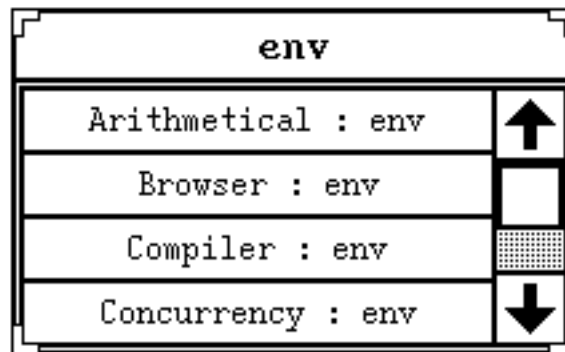 env
Arithmetical : env
Browser : env
Compiler : env
Concurrency : env